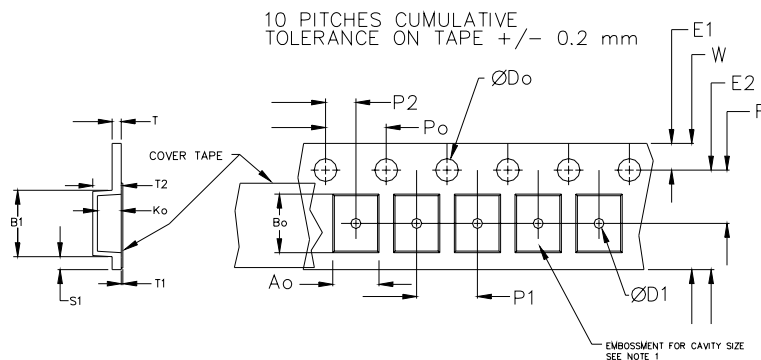 10 PITCHES CUMULATIVE
TOLERANCE ON TAPE +/- 0.2 mm
E1
W
E2
F
ØDo
P2
Po
T
COVER TAPE
T2
B1
Ko
Bo
S1
T1
Ao
P1
ØD1
EMBOSSMENT FOR CAVITY SIZE
SEE NOTE 1